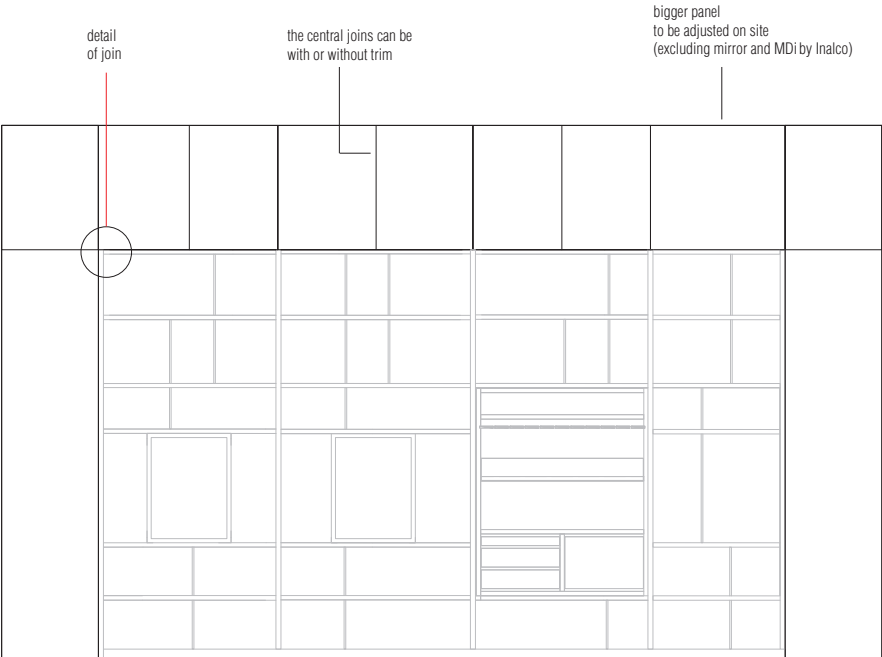 detail
of join
the central joins can be
with or without trim
bigger panel
to be adjusted on site
(excluding mirror and MDi by Inalco)